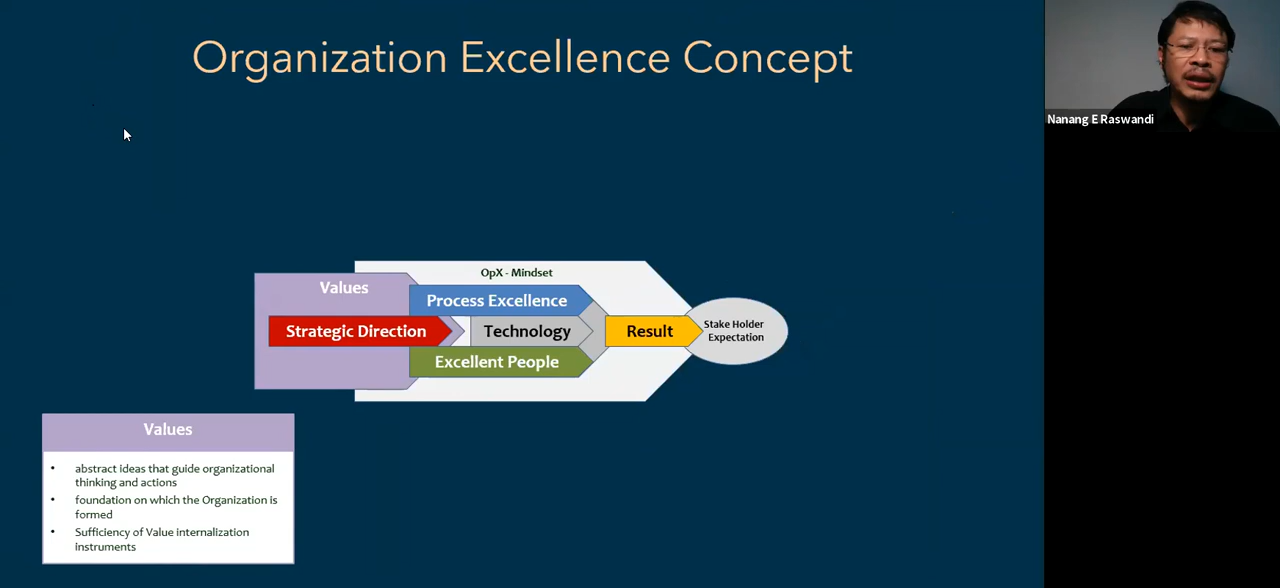 Organization Excellence Concept
Nanang E Raswandi
OpX - Mindset
Values
Process Excellence
Strategic Direction
Technology
Result
Stake Holder
Expectation
Excellent People
Values
• abstract ideas that guide organizational
thinking and actions
• foundation on which the Organization is
formed
• Sufficiency of Value internalization
instruments